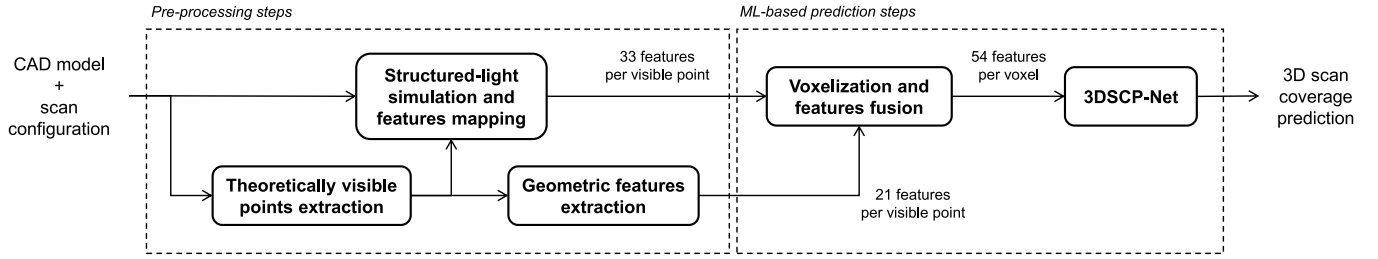 Pre-processing steps
ML-based prediction steps
CAD model
+
scan
configuration
Structured-light
simulation and
features mapping
33 features
per visible point
Voxelization and
features fusion
54 features
per voxel
3DSCP-Net
3D scan
coverage
prediction
Theoretically visible
points extraction
Geometric features
extraction
21 features
per visible point